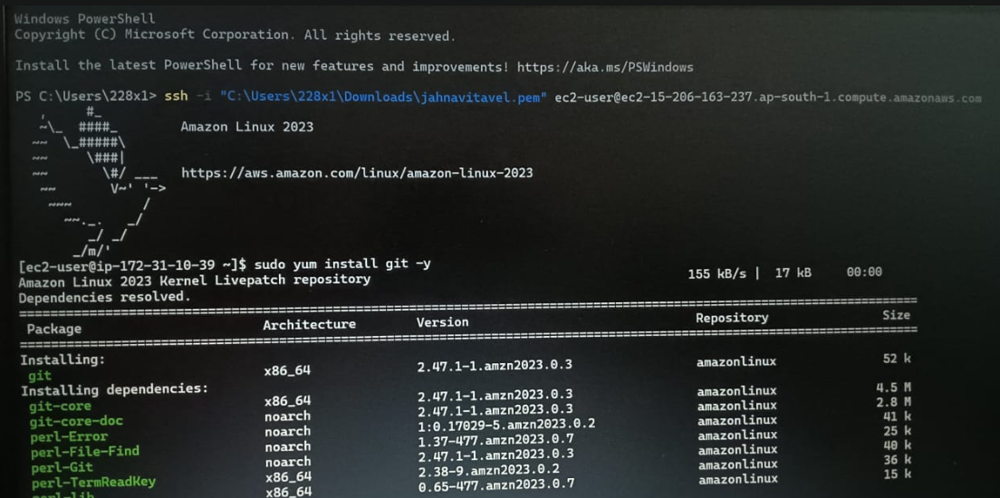 Windows PowerShell
Copyright (C) Microsoft Corporation. All rights reserved.
Install the latest PowerShell for new features and improvements! https://aka.ms/PSWindows
PS C:\Users\228x1> ssh -i "C:\Users\228x1\Downloads\jahnavitavel.pem" ec2-user@ec2-15-206-163-237.ap-south-1.compute.amazonaws.com
   ,     #_
   ~\_  ####_        Amazon Linux 2023
  ~~  \_#####\
  ~~     \###|
  ~~       \#/ ___   https://aws.amazon.com/linux/amazon-linux-2023
   ~~       V~' '->
    ~~~         /
      ~~._.   _/
         _/ _/
       _/m/'
[ec2-user@ip-172-31-10-39 ~]$ sudo yum install git -y
Amazon Linux 2023 Kernel Livepatch repository 155 kB/s | 17 kB 00:00
Dependencies resolved.
Package Architecture Version Repository Size
Installing:
git x86_64 2.47.1-1.amzn2023.0.3 amazonlinux 52 k
Installing dependencies:
git-core x86_64 2.47.1-1.amzn2023.0.3 amazonlinux 4.5 M
git-core-doc noarch 2.47.1-1.amzn2023.0.3 amazonlinux 2.8 M
perl-Error noarch 1:0.17029-5.amzn2023.0.2 amazonlinux 41 k
perl-File-Find noarch 1.37-477.amzn2023.0.7 amazonlinux 25 k
perl-Git noarch 2.47.1-1.amzn2023.0.3 amazonlinux 40 k
perl-TermReadKey x86_64 2.38-9.amzn2023.0.2 amazonlinux 36 k
perl-lib x86_64 0.65-477.amzn2023.0.7 amazonlinux 15 k